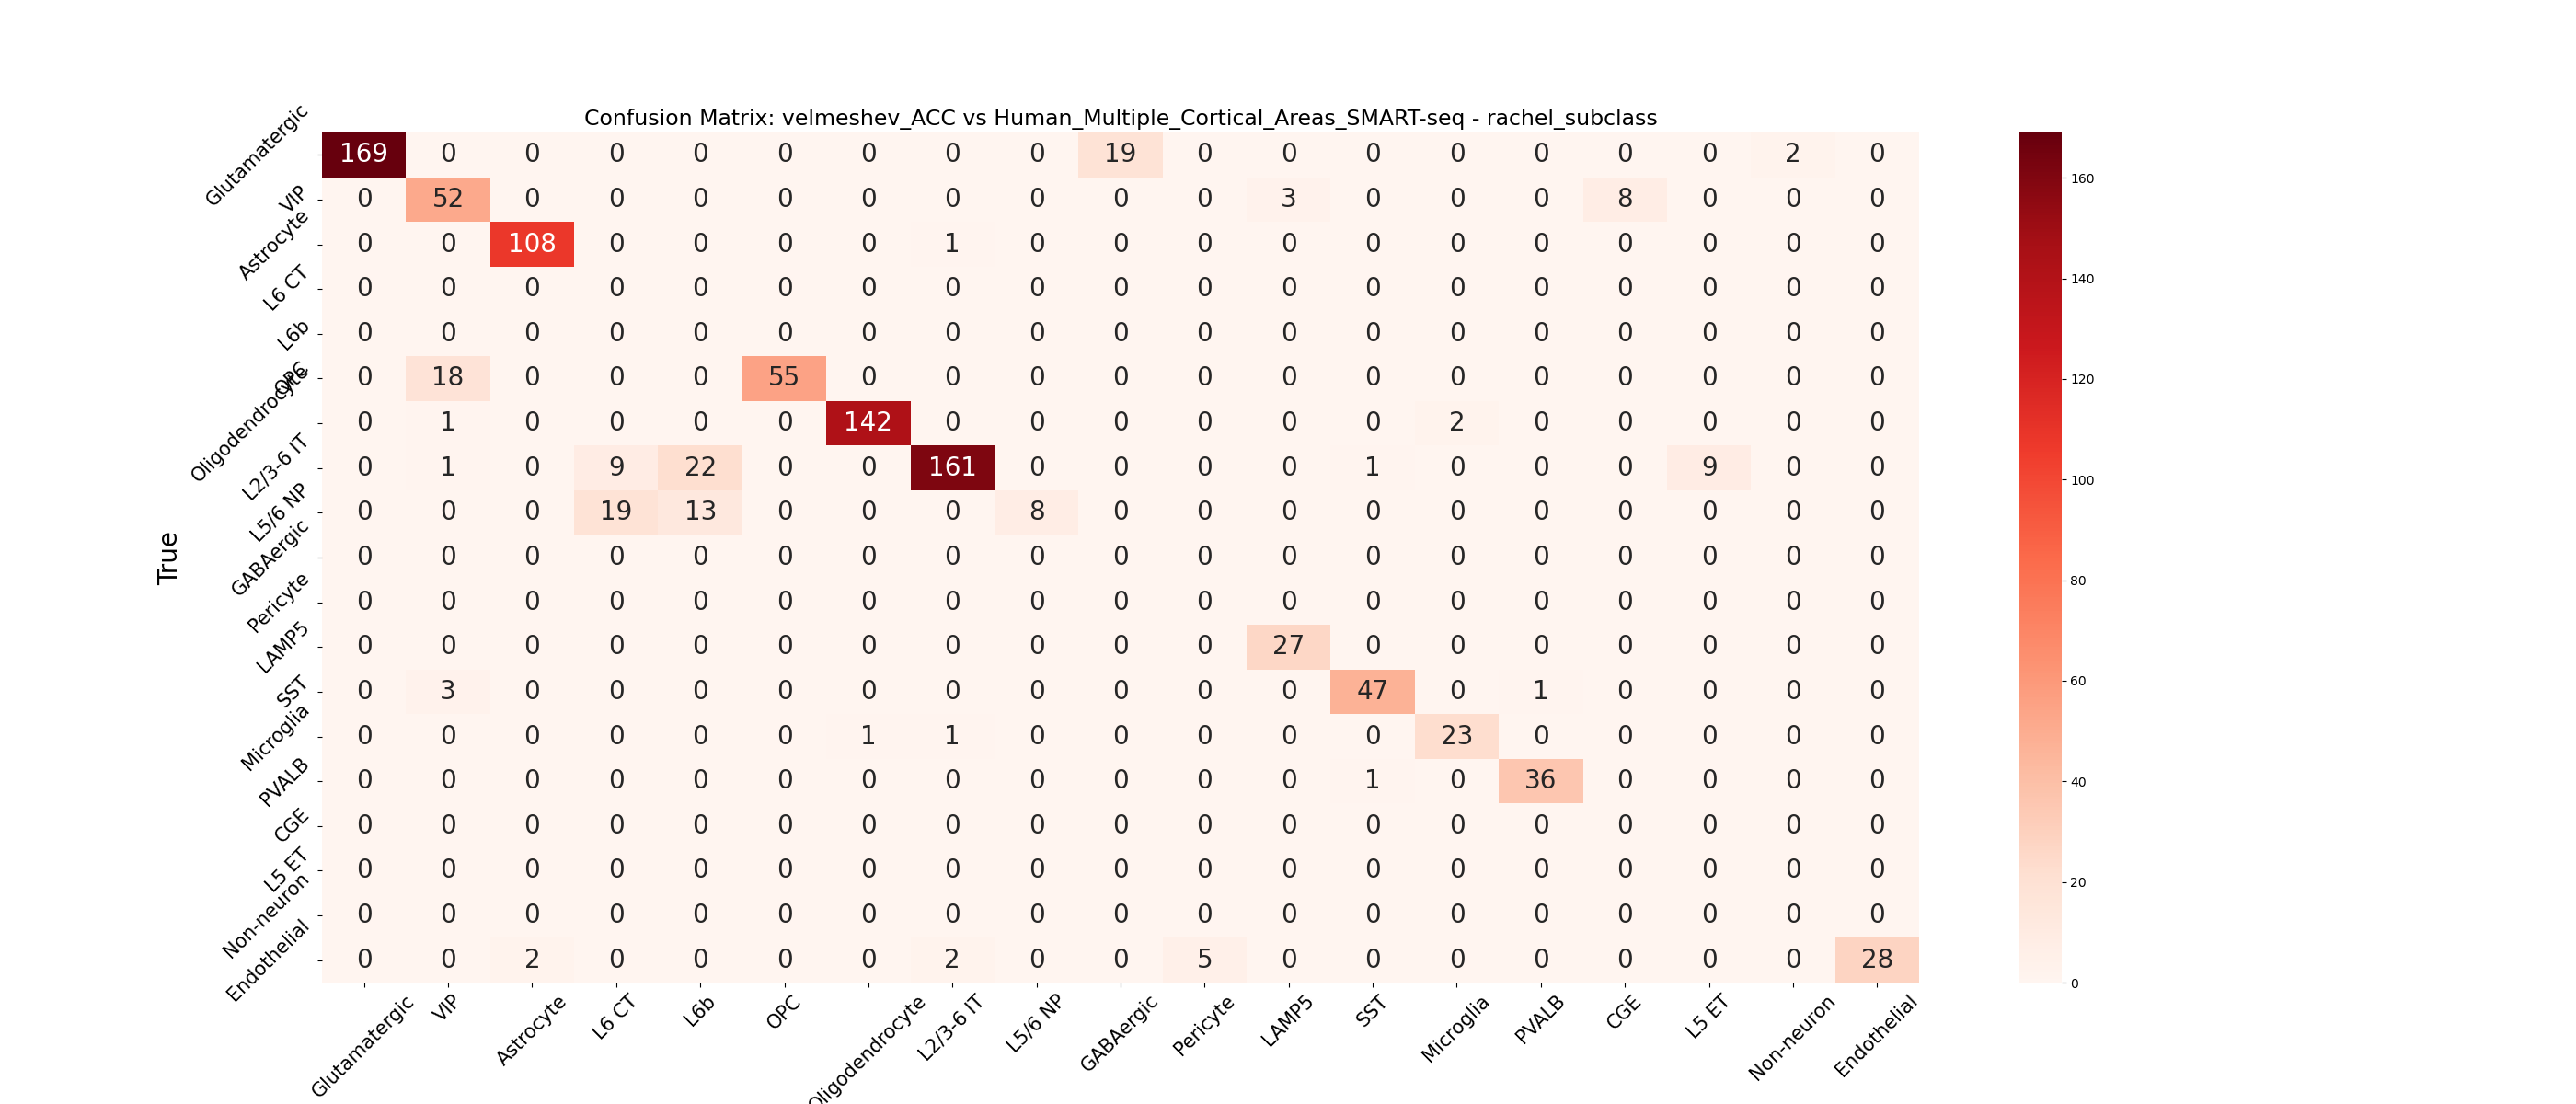 Confusion Matrix: velmeshev_ACC vs Human_Multiple_Cortical_Areas_SMART-seq - rachel_subclass
True
Glutamatergic 169 0 0 0 0 0 0 0 0 19 0 0 0 0 0 0 0 2 0
VIP 0 52 0 0 0 0 0 0 0 0 0 3 0 0 0 8 0 0 0
Astrocyte 0 0 108 0 0 0 0 1 0 0 0 0 0 0 0 0 0 0 0
L6 CT 0 0 0 0 0 0 0 0 0 0 0 0 0 0 0 0 0 0 0
L6b 0 0 0 0 0 0 0 0 0 0 0 0 0 0 0 0 0 0 0
OPC 0 18 0 0 0 55 0 0 0 0 0 0 0 0 0 0 0 0 0
Oligodendrocyte 0 1 0 0 0 0 142 0 0 0 0 0 0 2 0 0 0 0 0
L2/3-6 IT 0 1 0 9 22 0 0 161 0 0 0 0 1 0 0 0 9 0 0
L5/6 NP 0 0 0 19 13 0 0 0 8 0 0 0 0 0 0 0 0 0 0
GABAergic 0 0 0 0 0 0 0 0 0 0 0 0 0 0 0 0 0 0 0
Pericyte 0 0 0 0 0 0 0 0 0 0 0 0 0 0 0 0 0 0 0
LAMP5 0 0 0 0 0 0 0 0 0 0 0 27 0 0 0 0 0 0 0
SST 0 3 0 0 0 0 0 0 0 0 0 0 47 0 1 0 0 0 0
Microglia 0 0 0 0 0 0 1 1 0 0 0 0 0 23 0 0 0 0 0
PVALB 0 0 0 0 0 0 0 0 0 0 0 0 1 0 36 0 0 0 0
CGE 0 0 0 0 0 0 0 0 0 0 0 0 0 0 0 0 0 0 0
L5 ET 0 0 0 0 0 0 0 0 0 0 0 0 0 0 0 0 0 0 0
Non-neuron 0 0 0 0 0 0 0 0 0 0 0 0 0 0 0 0 0 0 0
Endothelial 0 0 2 0 0 0 0 2 0 0 5 0 0 0 0 0 0 0 28
Glutamatergic VIP Astrocyte L6 CT L6b OPC Oligodendrocyte L2/3-6 IT L5/6 NP GABAergic Pericyte LAMP5 SST Microglia PVALB CGE L5 ET Non-neuron Endothelial
160
140
120
100
80
60
40
20
0